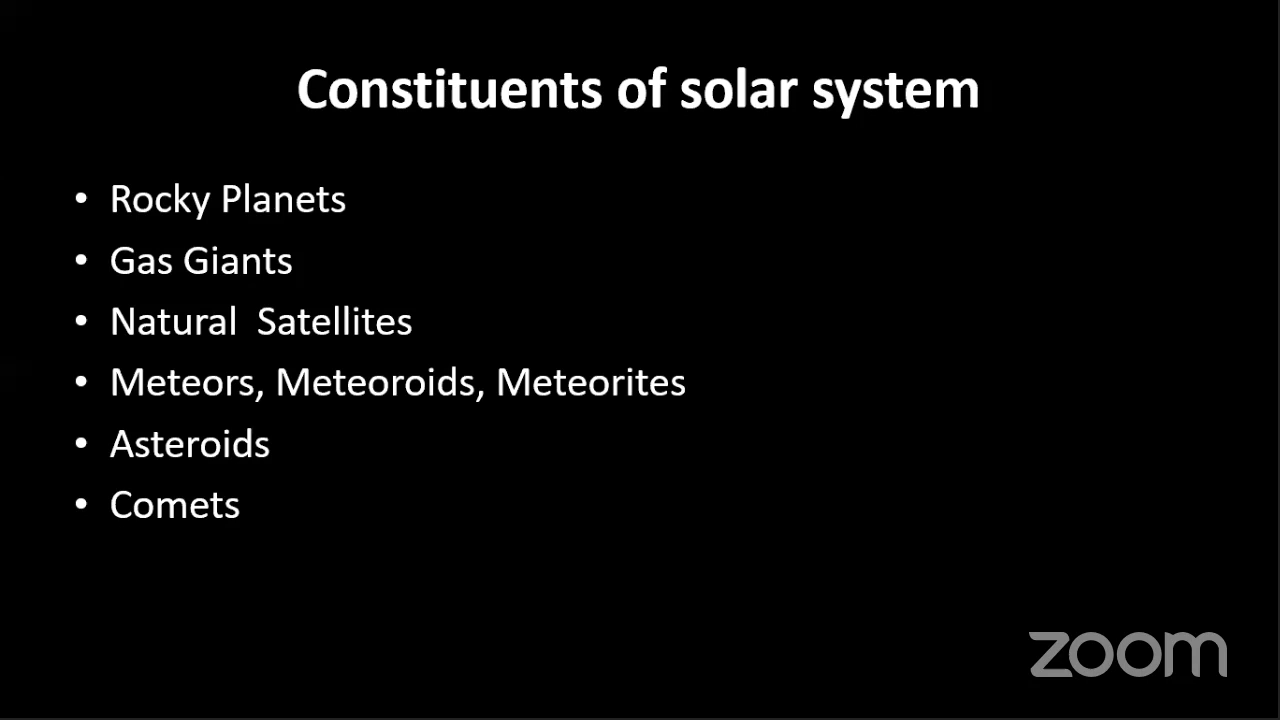 Constituents of solar system
• Rocky Planets
• Gas Giants
• Natural  Satellites
• Meteors, Meteoroids, Meteorites
• Asteroids
• Comets
zoom